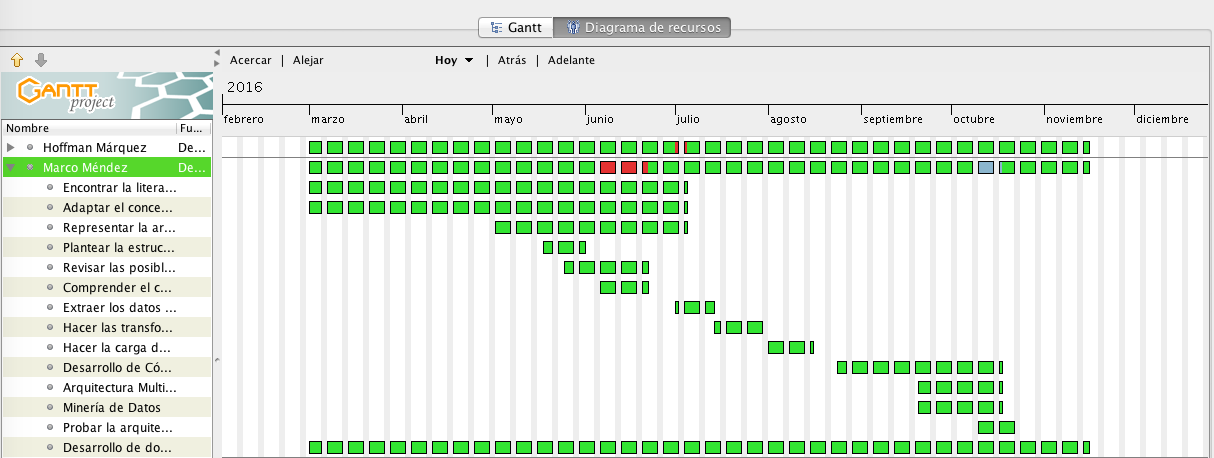 Gantt
Diagrama de recursos
Acercar | Alejar Hoy | Atrás | Adelante
GANTT
project
2016
febrero marzo abril mayo junio julio agosto septiembre octubre noviembre diciembre
Nombre Fu...
Hoffman Márquez De...
Marco Méndez De...
Encontrar la litera...
Adaptar el conce...
Representar la ar...
Plantear la estruc...
Revisar las posibl...
Comprender el c...
Extraer los datos ...
Hacer las transfo...
Hacer la carga d...
Desarrollo de Có...
Arquitectura Multi...
Minería de Datos
Probar la arquite...
Desarrollo de do...